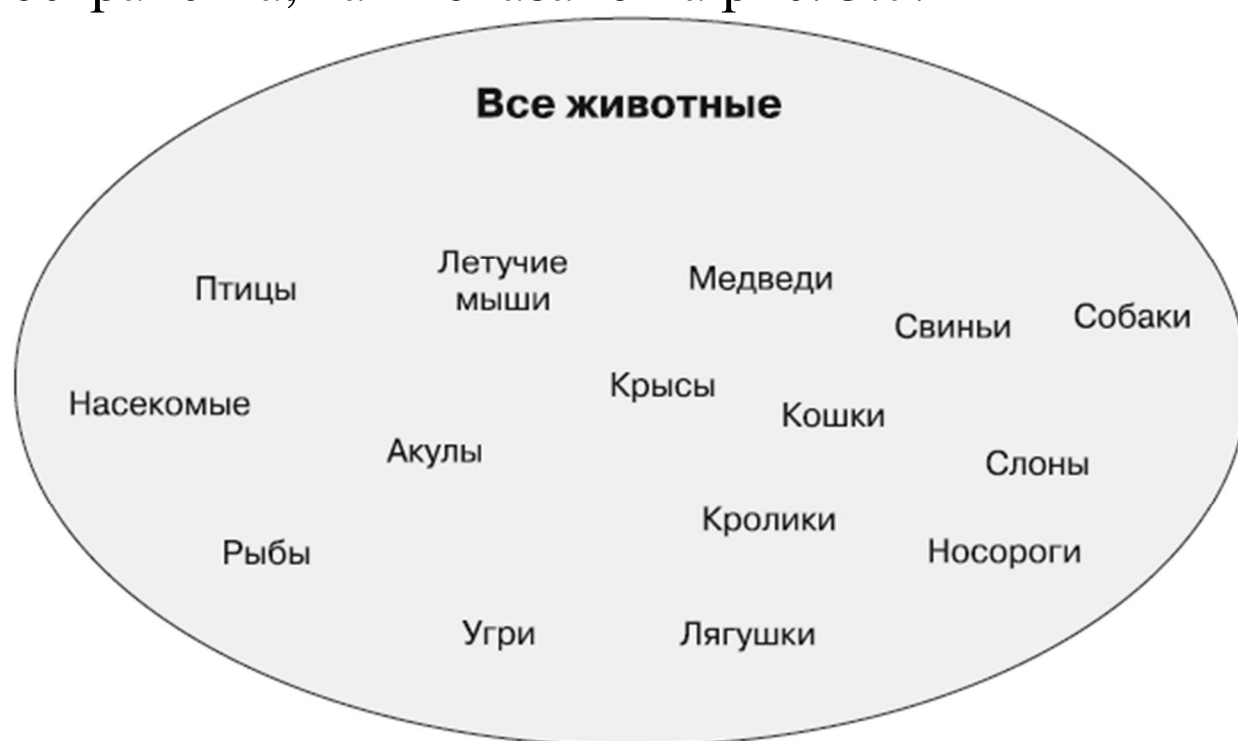 Все животные
Летучие
мыши
Птицы
Медведи
Свиньи
Собаки
Насекомые
Крысы
Кошки
Акулы
Слоны
Кролики
Рыбы
Носороги
Угри
Лягушки